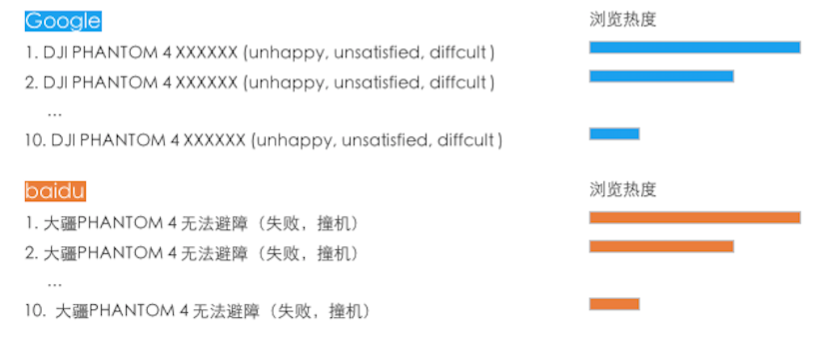 Google
浏览热度
1. DJI PHANTOM 4 XXXXXX (unhappy, unsatisfied, diffcult )
2. DJI PHANTOM 4 XXXXXX (unhappy, unsatisfied, diffcult )
...
10. DJI PHANTOM 4 XXXXXX (unhappy, unsatisfied, diffcult )
baidu
浏览热度
1. 大疆PHANTOM 4 无法避障（失败，撞机）
2. 大疆PHANTOM 4 无法避障（失败，撞机）
...
10. 大疆PHANTOM 4 无法避障（失败，撞机）